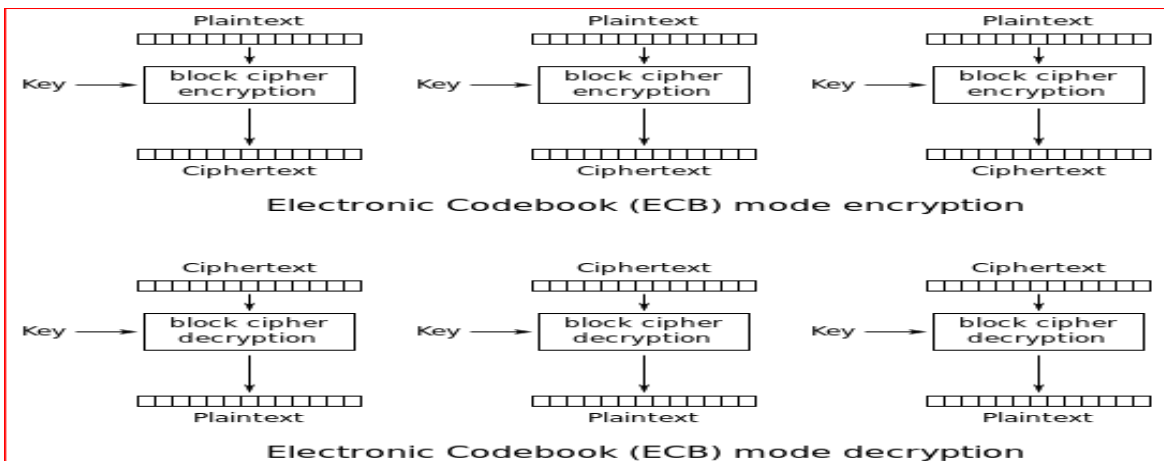 Plaintext Plaintext Plaintext
Key block cipher encryption Key block cipher encryption Key block cipher encryption
Ciphertext Ciphertext Ciphertext
Electronic Codebook (ECB) mode encryption
Ciphertext Ciphertext Ciphertext
Key block cipher decryption Key block cipher decryption Key block cipher decryption
Plaintext Plaintext Plaintext
Electronic Codebook (ECB) mode decryption